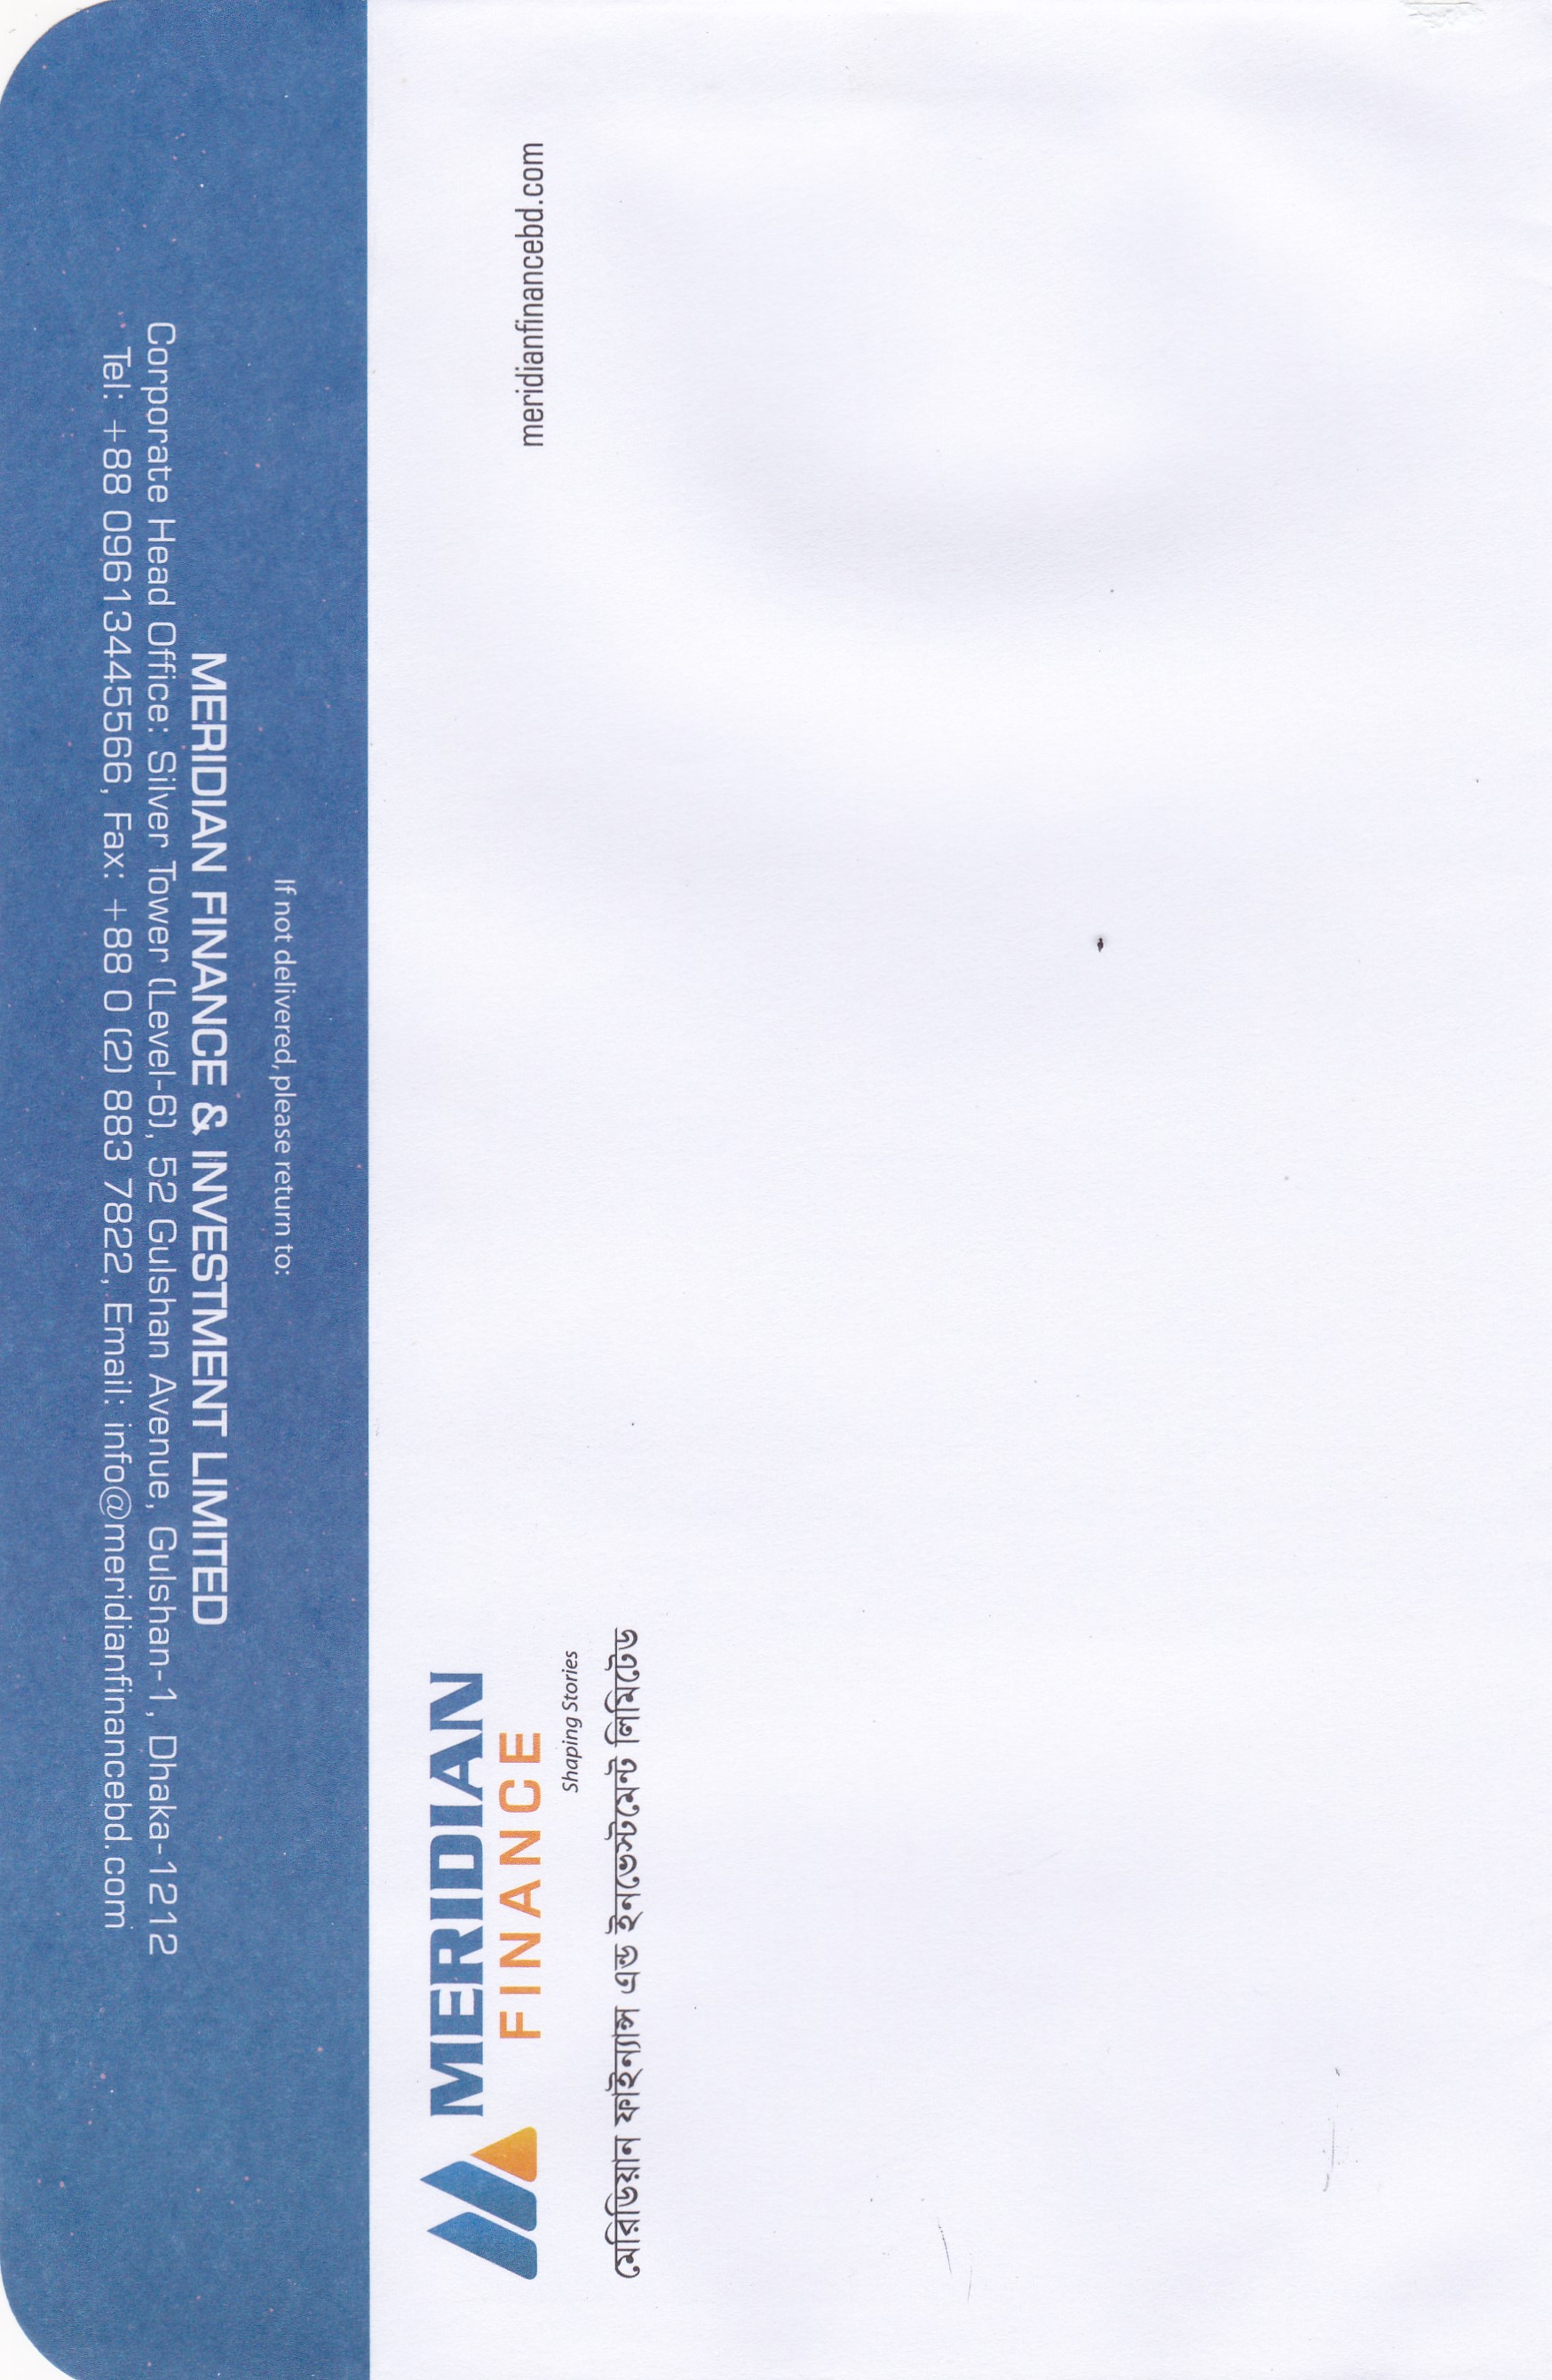 If not delivered, please return to:
MERIDIAN FINANCE & INVESTMENT LIMITED
Corporate Head Office: Silver Tower (Level-6), 52 Gulshan Avenue, Gulshan-1, Dhaka-1212
Tel: +88 09613445566, Fax: +88 0 (2) 883 7822, Email: info@meridianfinancebd.com
MERIDIAN
FINANCE
Shaping Stories
মেরিডিয়ান ফাইন্যান্স এন্ড ইনভেস্টমেন্ট লিমিটেড
meridianfinancebd.com